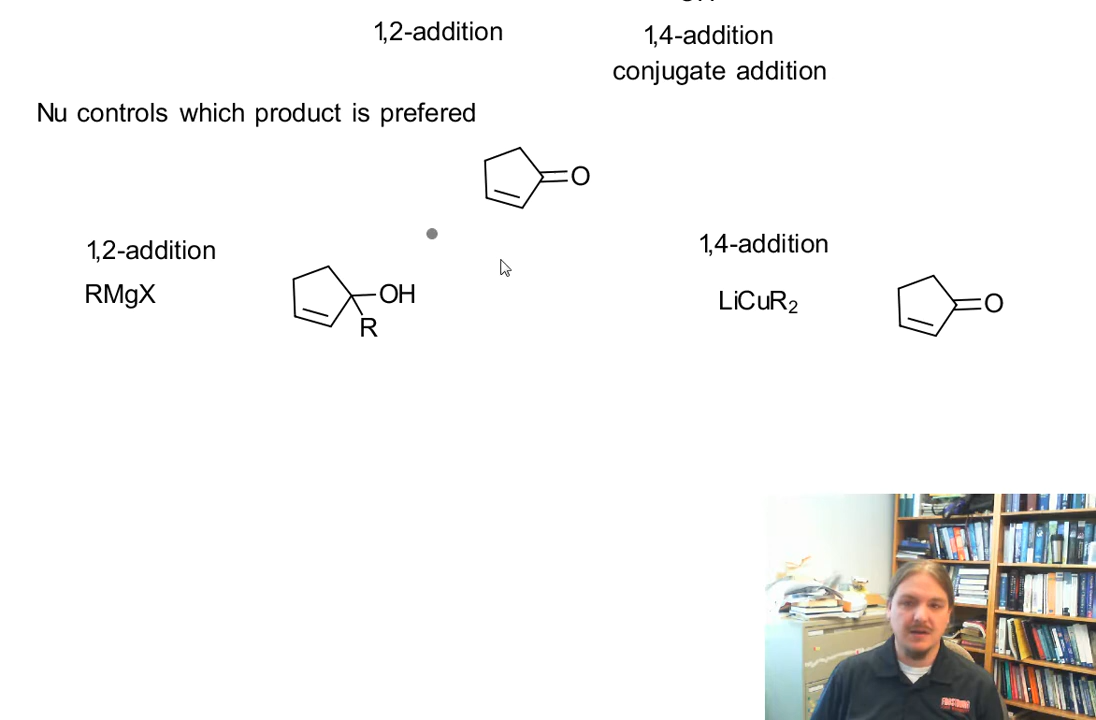 1,2-addition
1,4-addition
conjugate addition
Nu controls which product is prefered
O
1,2-addition
1,4-addition
RMgX
OH
R
LiCuR₂
O